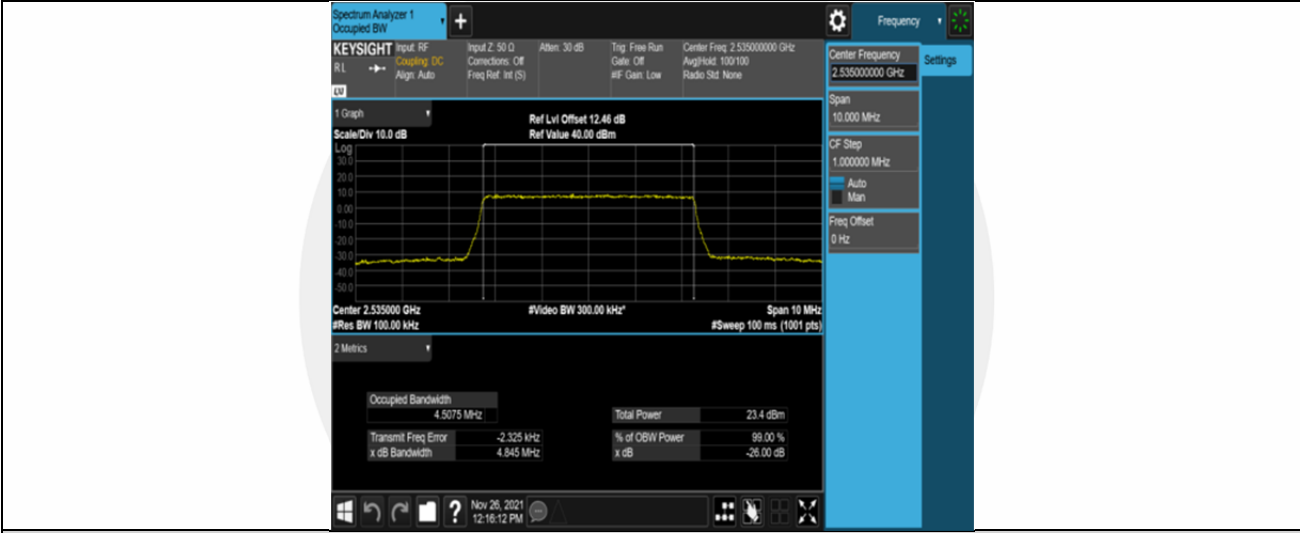 Spectrum Analyzer 1
Occupied BW
+
Frequency
KEYSIGHT
Input: RF
Input Z: 50 Ω
Atten: 30 dB
Trig: Free Run
Center Freq: 2.535000000 GHz
RL
Coupling: DC
Corrections: Off
Gate: Off
Avg|Hold: 100/100
Align: Auto
Freq Ref: Int (S)
#IF Gain: Low
Radio Std: None
Center Frequency
2.535000000 GHz
Settings
Span
10.000 MHz
CF Step
1.000000 MHz
Auto
Man
Freq Offset
0 Hz
1 Graph
Ref Lvl Offset 12.46 dB
Scale/Div 10.0 dB
Ref Value 40.00 dBm
Log
30.0
20.0
10.0
0.00
-10.0
-20.0
-30.0
-40.0
-50.0
Center 2.535000 GHz
#Video BW 300.00 kHz*
Span 10 MHz
#Res BW 100.00 kHz
#Sweep 100 ms (1001 pts)
2 Metrics
Occupied Bandwidth
4.5075 MHz
Total Power
23.4 dBm
Transmit Freq Error
-2.325 kHz
% of OBW Power
99.00 %
x dB Bandwidth
4.845 MHz
x dB
-26.00 dB
?
Nov 26, 2021
12:16:12 PM